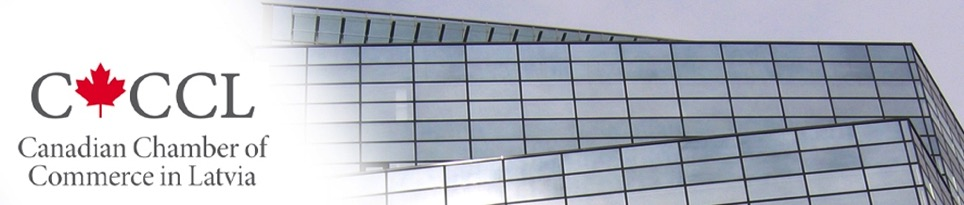 C CCL
Canadian Chamber of
Commerce in Latvia